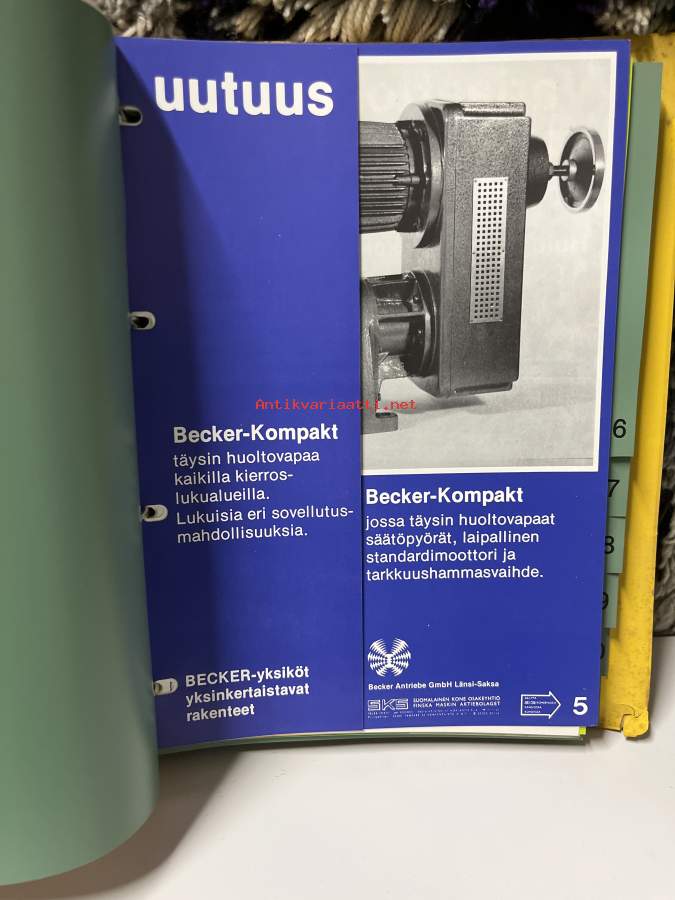 uutuus
Antikvariaatti.net
Becker-Kompakt
täysin huoltovapaa
kaikilla kierros-
lukualueilla.
Lukuisia eri sovellutus-
mahdollisuuksia.
BECKER-yksiköt
yksinkertaistavat
rakenteet
Becker-Kompakt
jossa täysin huoltovapaat
säätöpyörät, laipallinen
standardimoottori ja
tarkkuushammasvaihde.
Becker Antriebe GmbH Länsi-Saksa
SKS SUOMALAINEN KONE OSAKEYHTIÖ
FINSKA MASKIN AKTIEBOLAGET
5
6
7
8
9